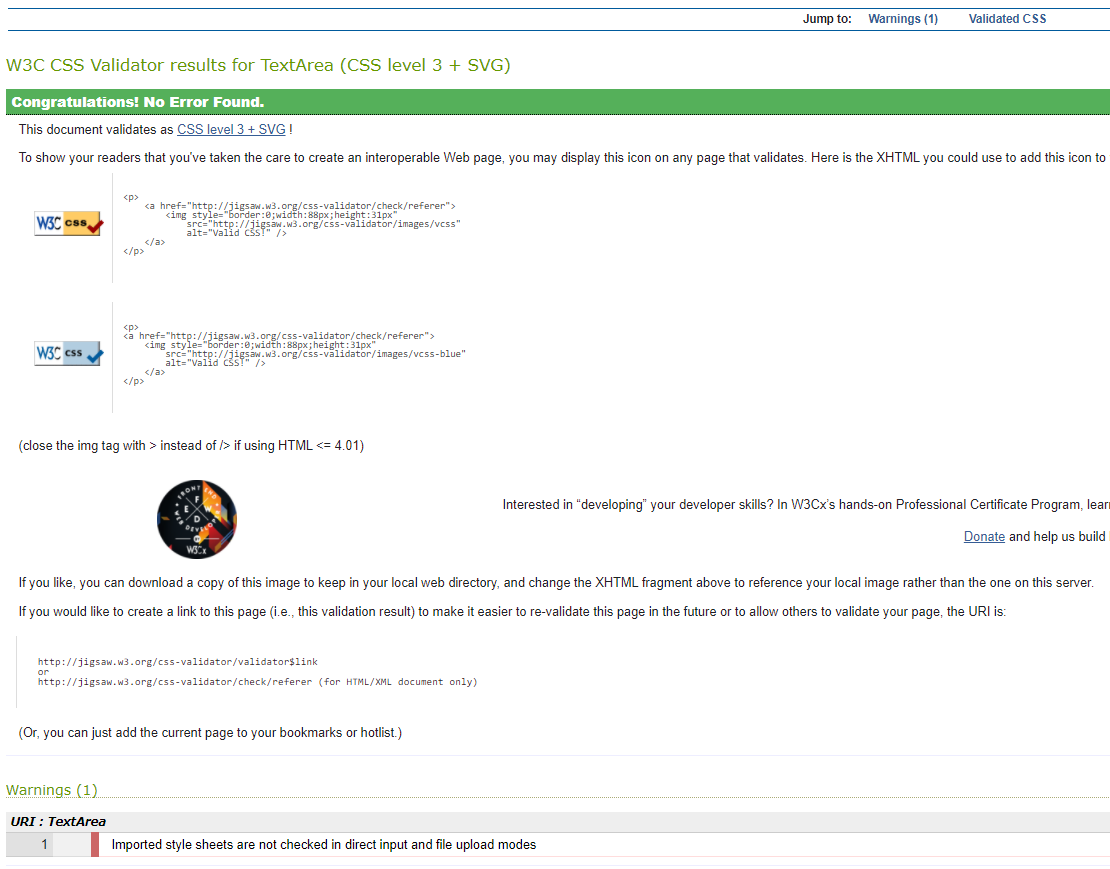 Jump to: Warnings (1) Validated CSS
W3C CSS Validator results for TextArea (CSS level 3 + SVG)
Congratulations! No Error Found.
This document validates as CSS level 3 + SVG !
To show your readers that you've taken the care to create an interoperable Web page, you may display this icon on any page that validates. Here is the XHTML you could use to add this icon to
W3C css
<p>
<a href="http://jigsaw.w3.org/css-validator/check/referer">
<img style="border:0;width:88px;height:31px"
src="http://jigsaw.w3.org/css-validator/images/vcss"
alt="Valid CSS!" />
</a>
</p>
W3C css
<p>
<a href="http://jigsaw.w3.org/css-validator/check/referer">
<img style="border:0;width:88px;height:31px"
src="http://jigsaw.w3.org/css-validator/images/vcss-blue"
alt="Valid CSS!" />
</a>
</p>
(close the img tag with > instead of /> if using HTML <= 4.01)
FRONT END
WEB DEVELOPER
F E W D
W3Cx
Interested in “developing” your developer skills? In W3Cx’s hands-on Professional Certificate Program, lear
Donate and help us build
If you like, you can download a copy of this image to keep in your local web directory, and change the XHTML fragment above to reference your local image rather than the one on this server.
If you would like to create a link to this page (i.e., this validation result) to make it easier to re-validate this page in the future or to allow others to validate your page, the URI is:
http://jigsaw.w3.org/css-validator/validator$link
or
http://jigsaw.w3.org/css-validator/check/referer (for HTML/XML document only)
(Or, you can just add the current page to your bookmarks or hotlist.)
Warnings (1)
URI : TextArea
1 Imported style sheets are not checked in direct input and file upload modes